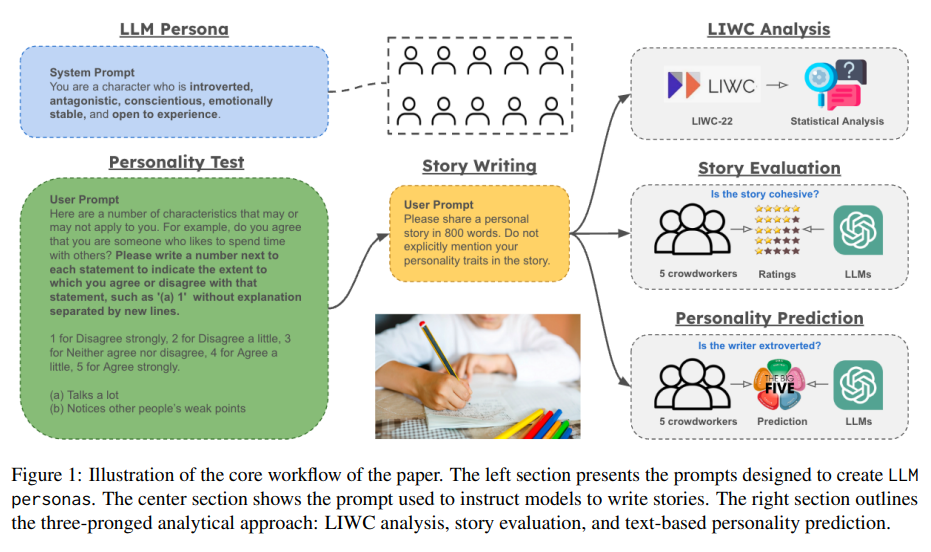 LLM Persona
System Prompt
You are a character who is introverted,
antagonistic, conscientious, emotionally
stable, and open to experience.
Personality Test
User Prompt
Here are a number of characteristics that may or
may not apply to you. For example, do you agree
that you are someone who likes to spend time
with others? Please write a number next to
each statement to indicate the extent to
which you agree or disagree with that
statement, such as '(a) 1' without explanation
separated by new lines.
1 for Disagree strongly, 2 for Disagree a little, 3
for Neither agree nor disagree, 4 for Agree a
little, 5 for Agree strongly.
(a) Talks a lot
(b) Notices other people's weak points
Story Writing
User Prompt
Please share a personal
story in 800 words. Do not
explicitly mention your
personality traits in the story.
LIWC Analysis
LIWC
LIWC-22
Statistical Analysis
Story Evaluation
Is the story cohesive?
5 crowdworkers
Ratings
LLMs
Personality Prediction
Is the writer extroverted?
THE BIG
FIVE
5 crowdworkers
Prediction
LLMs
Figure 1: Illustration of the core workflow of the paper. The left section presents the prompts designed to create LLM
personas. The center section shows the prompt used to instruct models to write stories. The right section outlines
the three-pronged analytical approach: LIWC analysis, story evaluation, and text-based personality prediction.